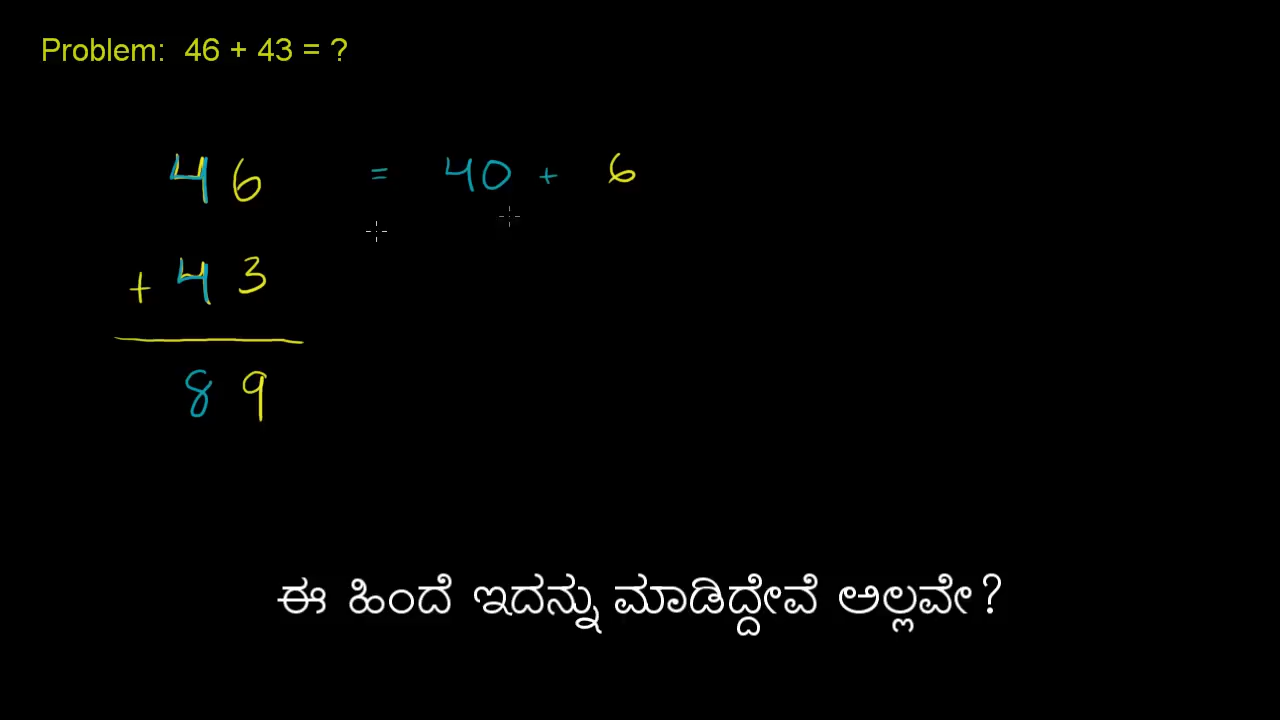 Problem: 46 + 43 = ?
46 = 40 + 6
+ 43
89
ಈ ಹಿಂದೆ ಇದನ್ನು ಮಾಡಿದ್ದೇವೆ ಅಲ್ಲವೇ?